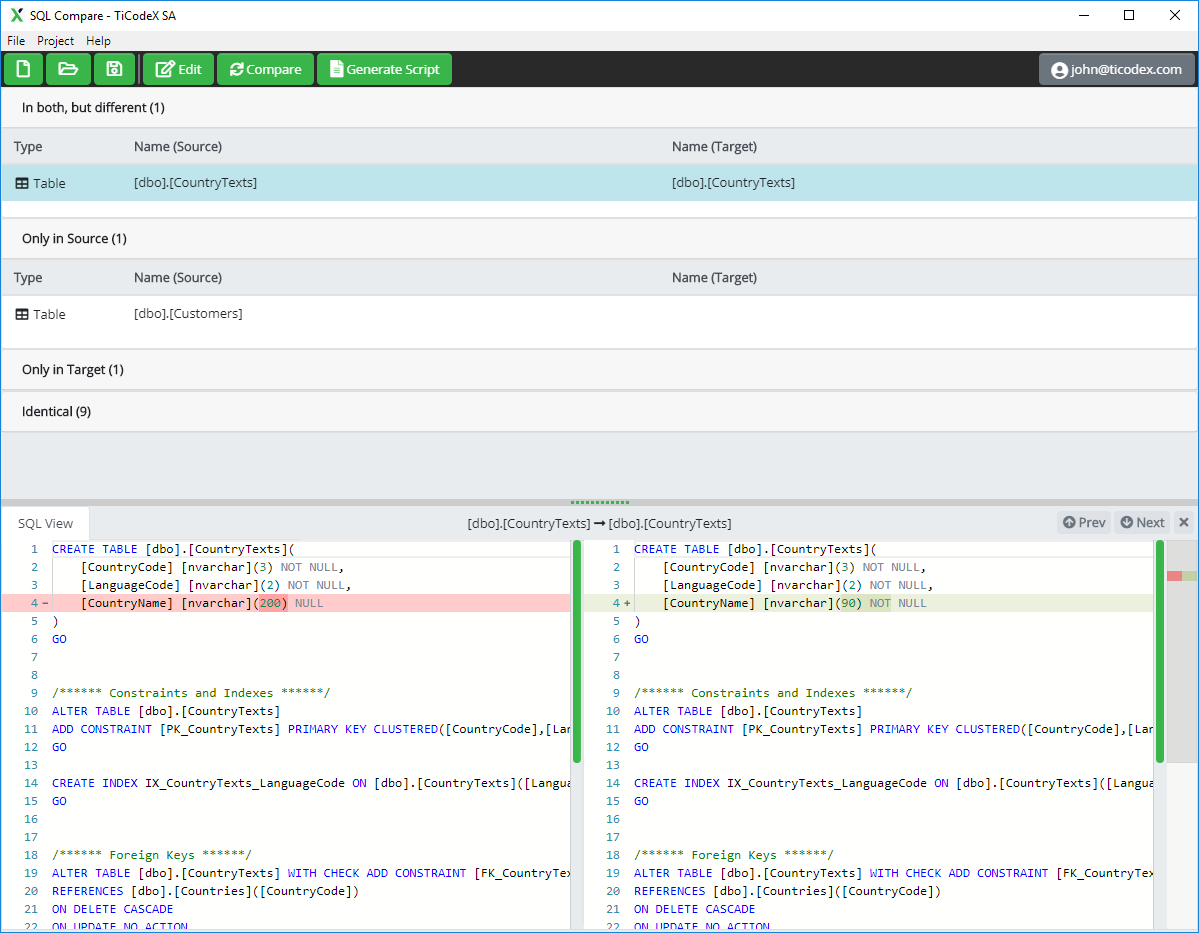 SQL Compare - TiCodeX SA
File Project Help
Edit Compare Generate Script john@ticodex.com
In both, but different (1)
Type Name (Source) Name (Target)
Table [dbo].[CountryTexts] [dbo].[CountryTexts]
Only in Source (1)
Type Name (Source) Name (Target)
Table [dbo].[Customers]
Only in Target (1)
Identical (9)
SQL View [dbo].[CountryTexts] → [dbo].[CountryTexts] Prev Next ×
1 CREATE TABLE [dbo].[CountryTexts](
2 [CountryCode] [nvarchar](3) NOT NULL,
3 [LanguageCode] [nvarchar](2) NOT NULL,
4 - [CountryName] [nvarchar](200) NULL
5 )
6 GO
7
8
9 /****** Constraints and Indexes ******/
10 ALTER TABLE [dbo].[CountryTexts]
11 ADD CONSTRAINT [PK_CountryTexts] PRIMARY KEY CLUSTERED([CountryCode],[Lan
12 GO
13
14 CREATE INDEX IX_CountryTexts_LanguageCode ON [dbo].[CountryTexts]([Langua
15 GO
16
17
18 /****** Foreign Keys ******/
19 ALTER TABLE [dbo].[CountryTexts] WITH CHECK ADD CONSTRAINT [FK_CountryTex
20 REFERENCES [dbo].[Countries]([CountryCode])
21 ON DELETE CASCADE
22 ON UPDATE NO ACTION
1 CREATE TABLE [dbo].[CountryTexts](
2 [CountryCode] [nvarchar](3) NOT NULL,
3 [LanguageCode] [nvarchar](2) NOT NULL,
4 + [CountryName] [nvarchar](90) NOT NULL
5 )
6 GO
7
8
9 /****** Constraints and Indexes ******/
10 ALTER TABLE [dbo].[CountryTexts]
11 ADD CONSTRAINT [PK_CountryTexts] PRIMARY KEY CLUSTERED([CountryCode],[Lan
12 GO
13
14 CREATE INDEX IX_CountryTexts_LanguageCode ON [dbo].[CountryTexts]([Langua
15 GO
16
17
18 /****** Foreign Keys ******/
19 ALTER TABLE [dbo].[CountryTexts] WITH CHECK ADD CONSTRAINT [FK_CountryTex
20 REFERENCES [dbo].[Countries]([CountryCode])
21 ON DELETE CASCADE
22 ON UPDATE NO ACTION